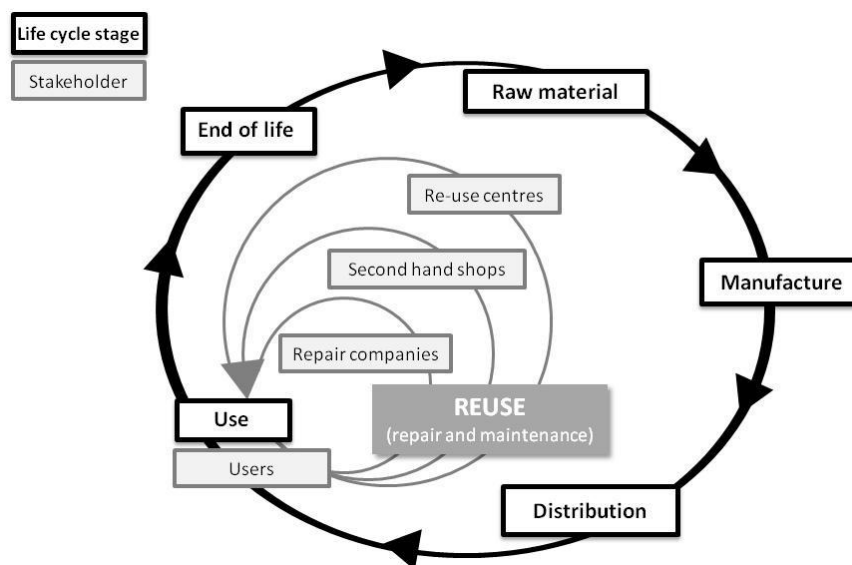 Life cycle stage
Stakeholder
Raw material
End of life
Re-use centres
Second hand shops
Manufacture
Repair companies
REUSE
(repair and maintenance)
Use
Users
Distribution